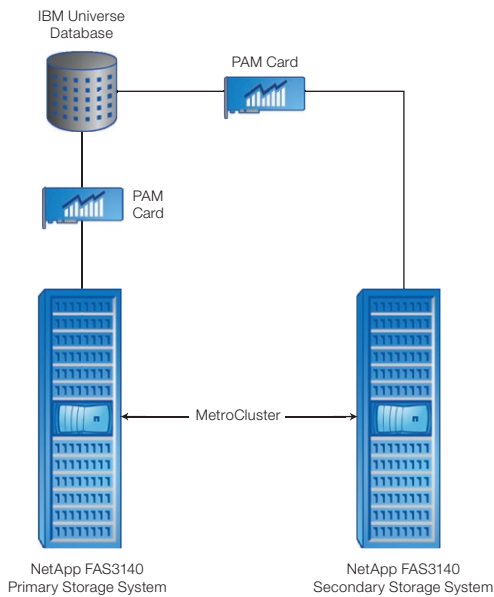 IBM Universe
Database
PAM Card
PAM
Card
MetroCluster
NetApp FAS3140
Primary Storage System
NetApp FAS3140
Secondary Storage System